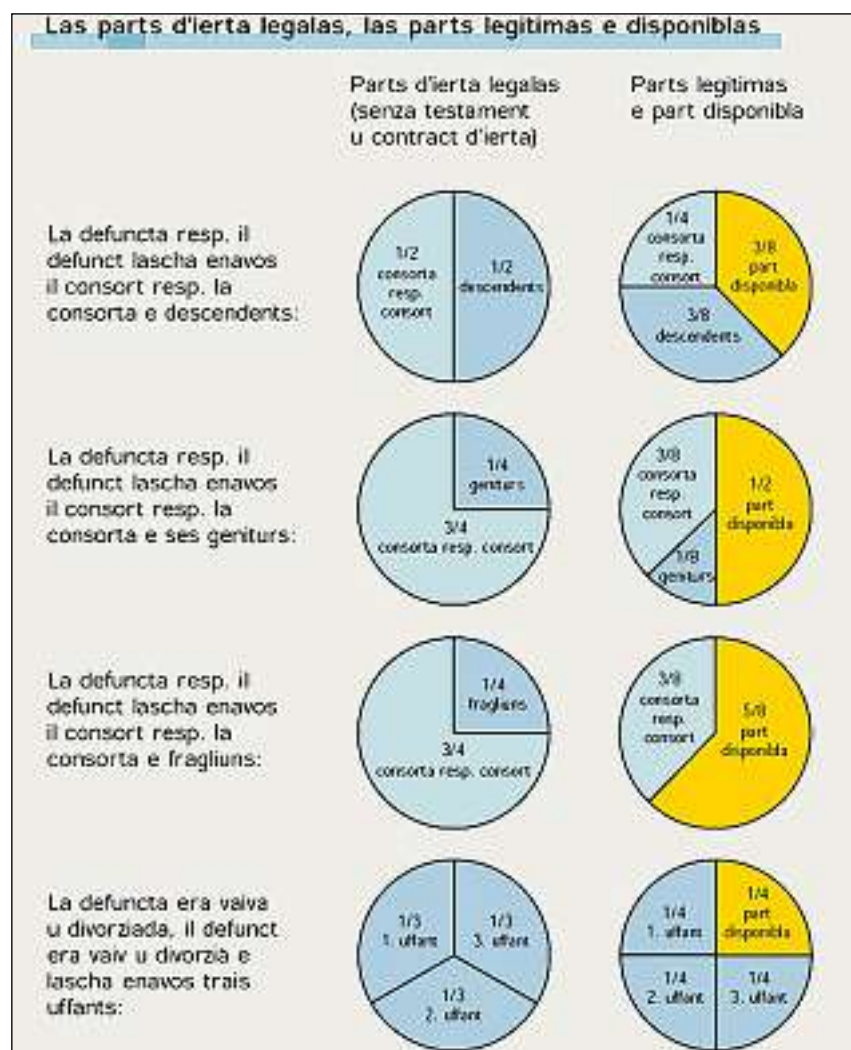 Las parts d'ierta legalas, las parts legitimas e disponiblas
Parts d'ierta legalas
(senza testament
u contract d'ierta)
Parts legitimas
e part disponibla
La defuncta resp. il
defunct lascha enavos
il consort resp. la
consorta e descendents:
1/2
consorta
resp.
consort
1/2
descendents
1/4
consorta
resp.
consort
3/8
part
disponibla
3/8
descendents
La defuncta resp. il
defunct lascha enavos
il consort resp. la
consorta e ses geniturs:
1/4
geniturs
3/4
consorta resp. consort
3/8
consorta
resp.
consort
1/2
part
disponibla
1/8
geniturs
La defuncta resp. il
defunct lascha enavos
il consort resp. la
consorta e fragliuns:
1/4
fragliuns
3/4
consorta resp. consort
3/8
consorta
resp.
consort
5/8
part
disponibla
La defuncta era vaiva
u divorziada, il defunct
era vaiv u divorzià e
lascha enavos trais
uffants:
1/3
1. uffant
1/3
3. uffant
1/3
2. uffant
1/4
1. uffant
1/4
part
disponibla
1/4
2. uffant
1/4
3. uffant